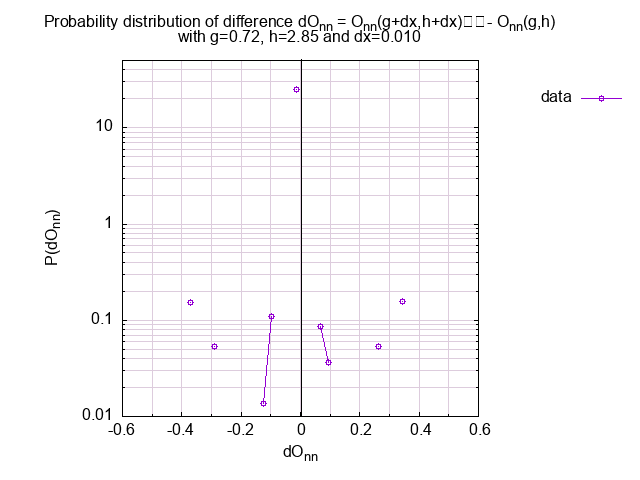 Probability distribution of difference dOnn = Onn(g+dx,h+dx) - Onn(g,h)
with g=0.72, h=2.85 and dx=0.010
data
10
1
0.1
0.01
P(dOnn)
-0.6 -0.4 -0.2 0 0.2 0.4 0.6
dOnn